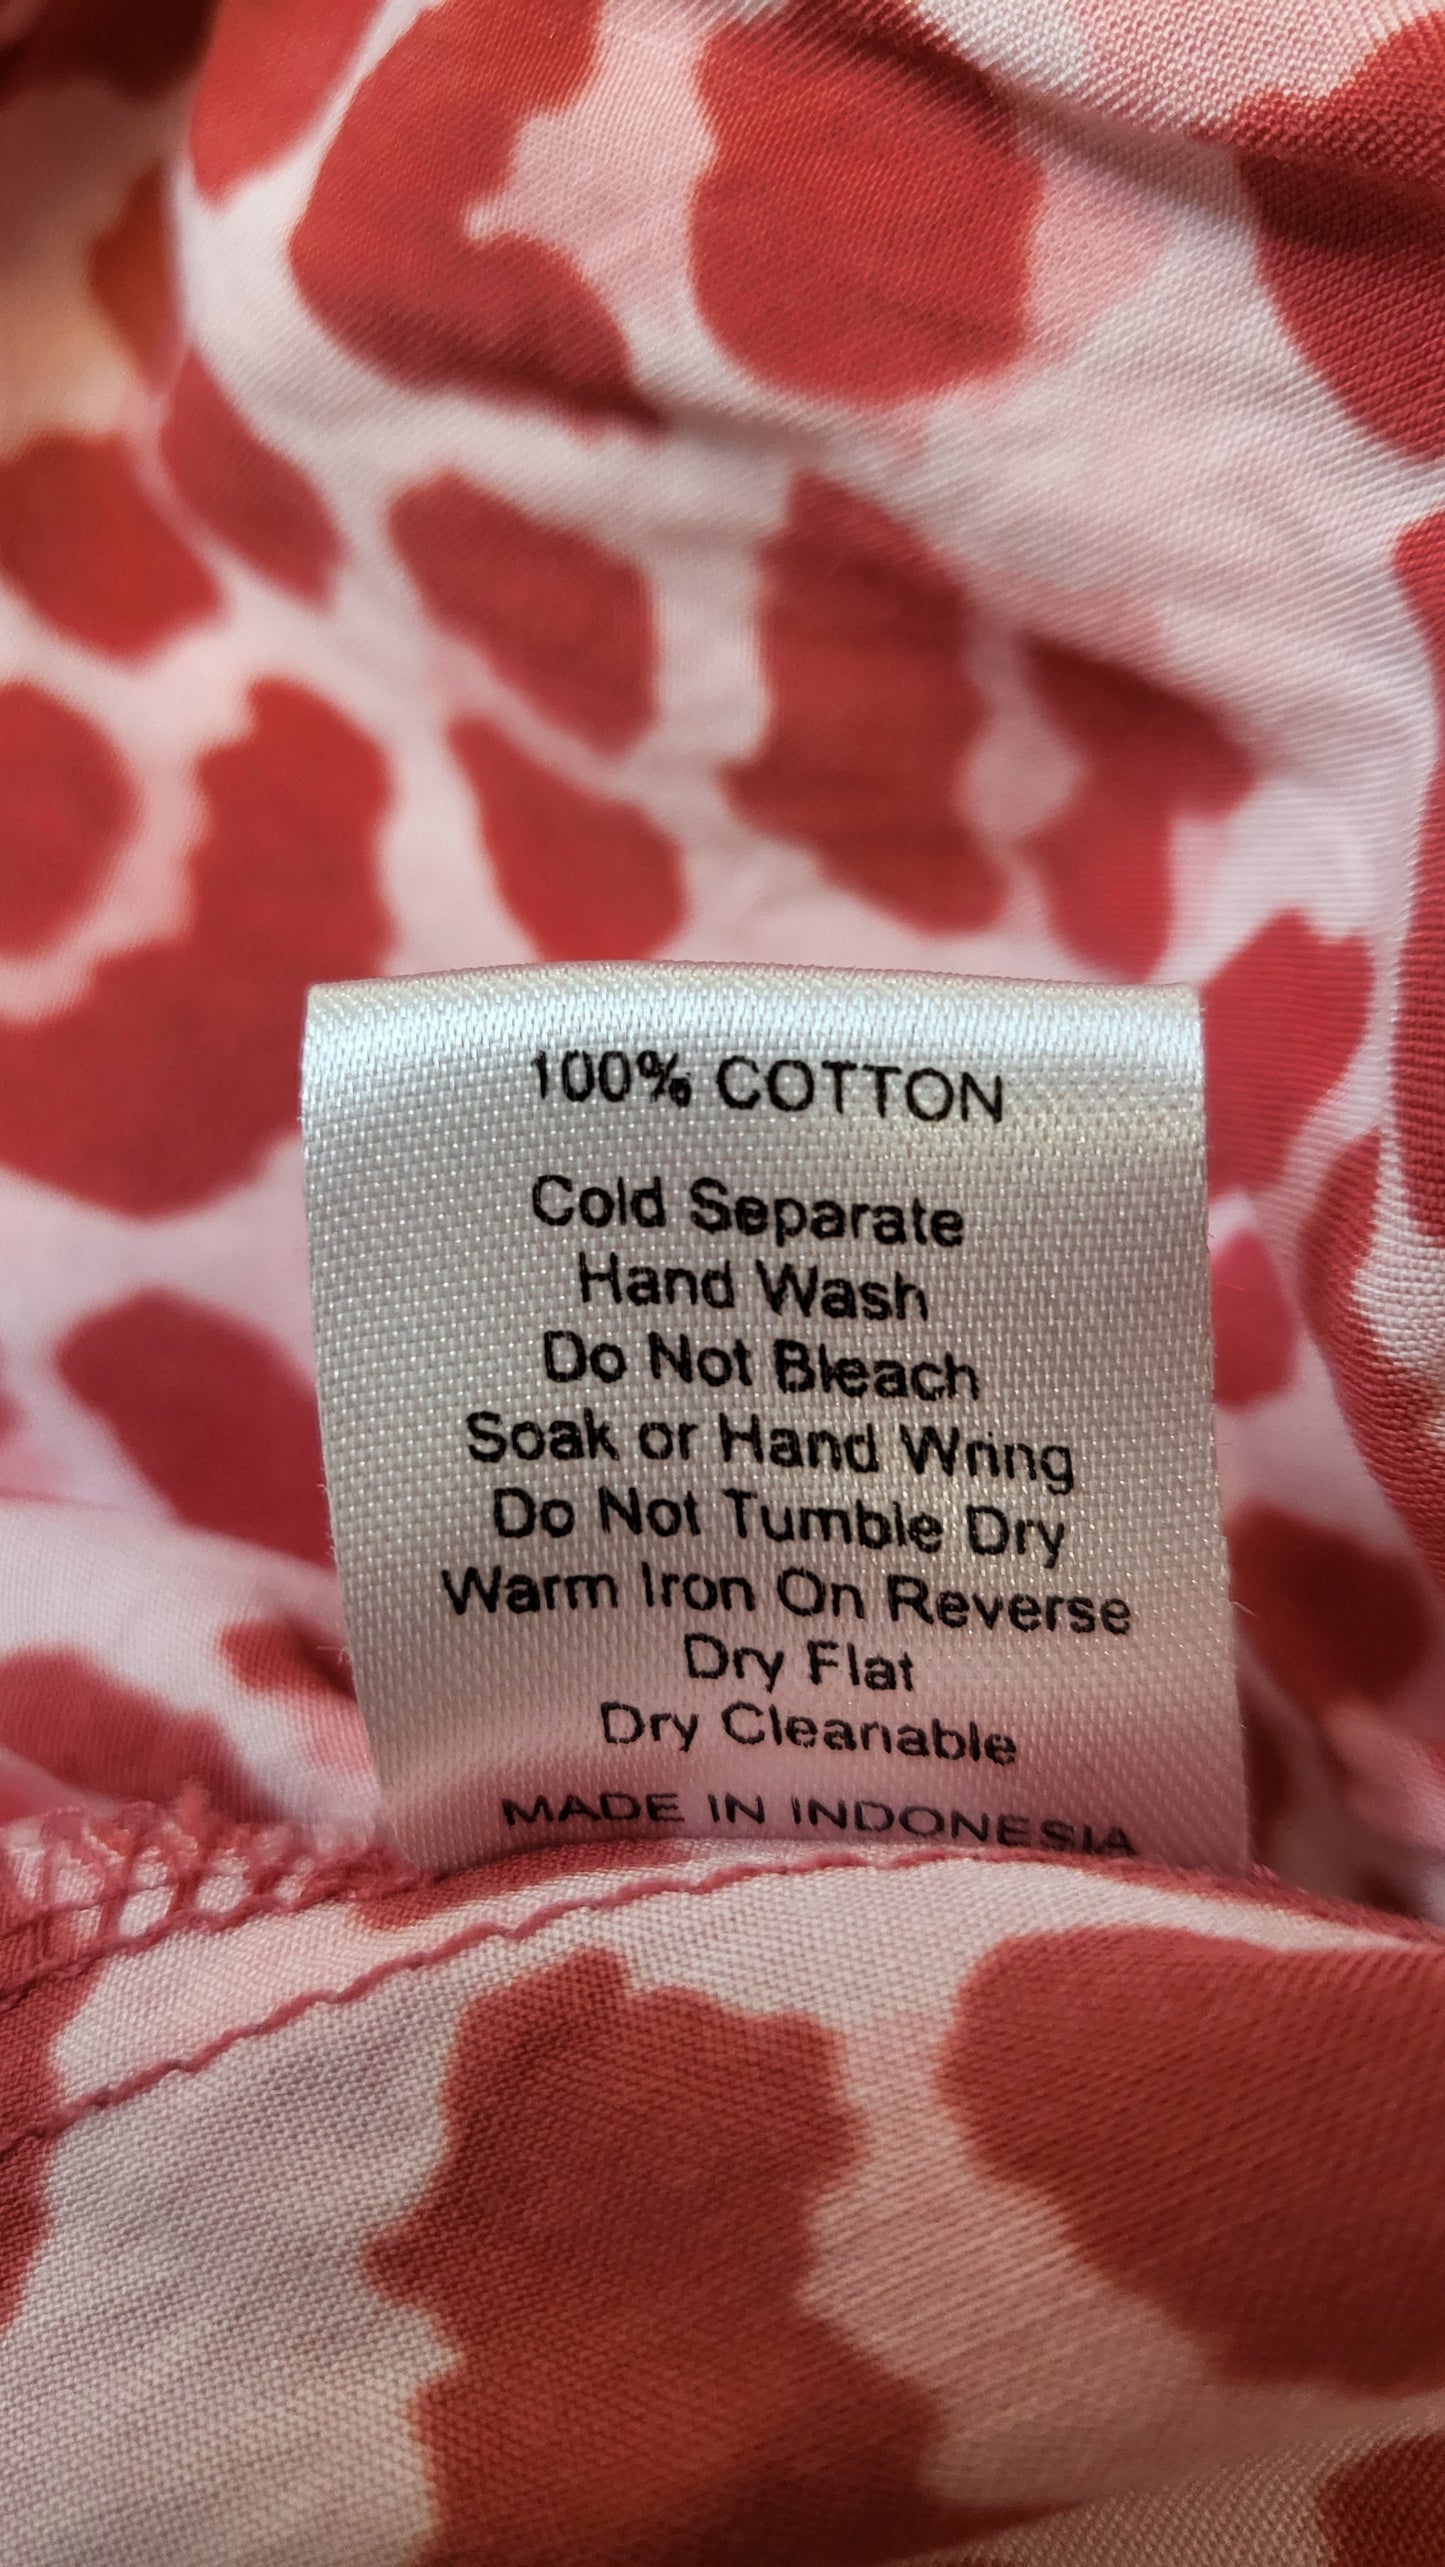 100% COTTON
Cold Separate
Hand Wash
Do Not Bleach
Soak or Hand Wring
Do Not Tumble Dry
Warm Iron On Reverse
Dry Flat
Dry Cleanable
MADE IN INDONESIA